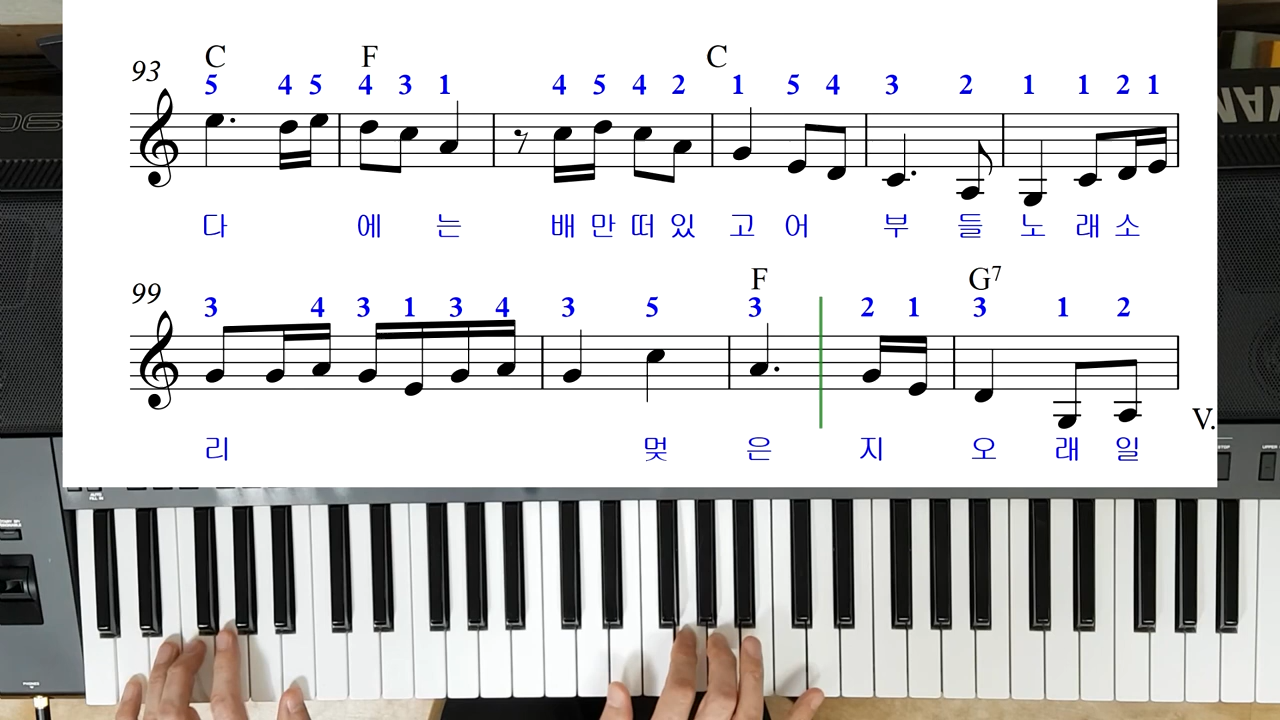 C F C
93 5 4 5 4 3 1 4 5 4 2 1 5 4 3 2 1 1 2 1
다 에 는 배 만 떠 있 고 어 부 들 노 래 소
F G7
99 3 4 3 1 3 4 3 5 3 2 1 3 1 2
리 멎 은 지 오 래 일
V.